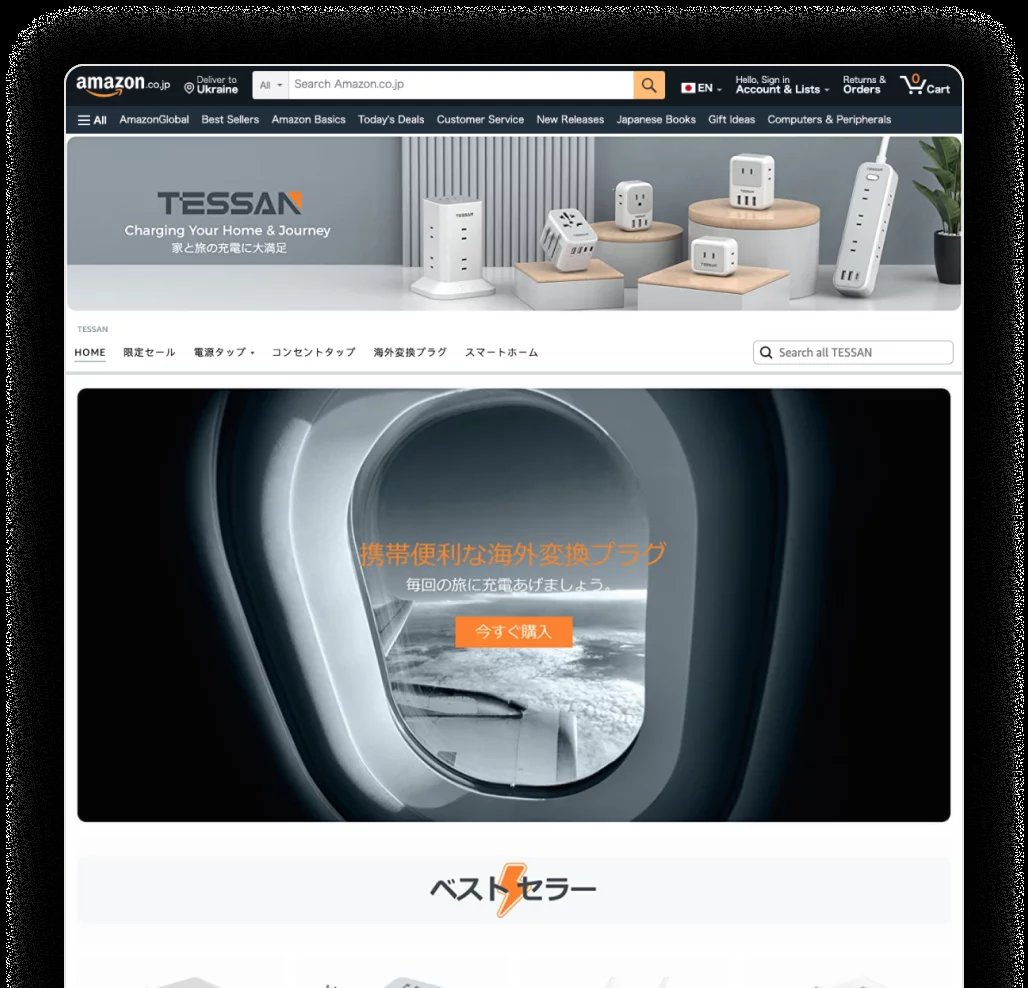 amazon.co.jp
Deliver to
Ukraine
All
Search Amazon.co.jp
EN
Hello, Sign in
Account & Lists
Returns &
Orders
0
Cart
All AmazonGlobal Best Sellers Amazon Basics Today's Deals Customer Service New Releases Japanese Books Gift Ideas Computers & Peripherals
TESSAN
Charging Your Home & Journey
家と旅の充電に大満足
TESSAN
HOME 限定セール 電源タップ コンセントタップ 海外変換プラグ スマートホーム
Search all TESSAN
携帯便利な海外変換プラグ
毎回の旅に充電あげましょう。
今すぐ購入
ベストセラー